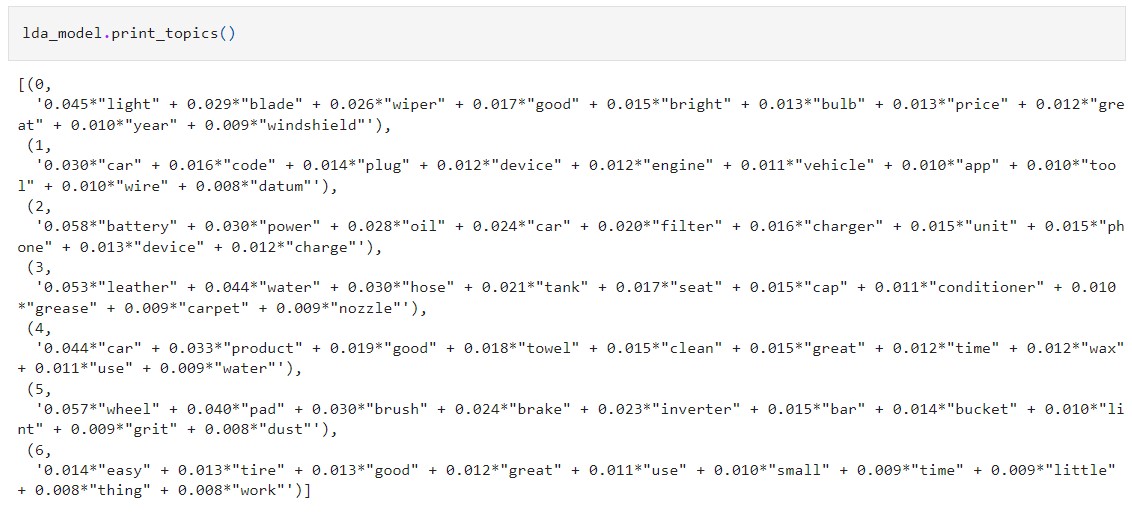 lda_model.print_topics()
[(0,
'0.045*"light" + 0.029*"blade" + 0.026*"wiper" + 0.017*"good" + 0.015*"bright" + 0.013*"bulb" + 0.013*"price" + 0.012*"gre
at" + 0.010*"year" + 0.009*"windshield"'),
(1,
'0.030*"car" + 0.016*"code" + 0.014*"plug" + 0.012*"device" + 0.012*"engine" + 0.011*"vehicle" + 0.010*"app" + 0.010*"too
l" + 0.010*"wire" + 0.008*"datum"'),
(2,
'0.058*"battery" + 0.030*"power" + 0.028*"oil" + 0.024*"car" + 0.020*"filter" + 0.016*"charger" + 0.015*"unit" + 0.015*"ph
one" + 0.013*"device" + 0.012*"charge"'),
(3,
'0.053*"leather" + 0.044*"water" + 0.030*"hose" + 0.021*"tank" + 0.017*"seat" + 0.015*"cap" + 0.011*"conditioner" + 0.010
*"grease" + 0.009*"carpet" + 0.009*"nozzle"'),
(4,
'0.044*"car" + 0.033*"product" + 0.019*"good" + 0.018*"towel" + 0.015*"clean" + 0.015*"great" + 0.012*"time" + 0.012*"wax"
+ 0.011*"use" + 0.009*"water"'),
(5,
'0.057*"wheel" + 0.040*"pad" + 0.030*"brush" + 0.024*"brake" + 0.023*"inverter" + 0.015*"bar" + 0.014*"bucket" + 0.010*"li
nt" + 0.009*"grit" + 0.008*"dust"'),
(6,
'0.014*"easy" + 0.013*"tire" + 0.013*"good" + 0.012*"great" + 0.011*"use" + 0.010*"small" + 0.009*"time" + 0.009*"little"
+ 0.008*"thing" + 0.008*"work"')]